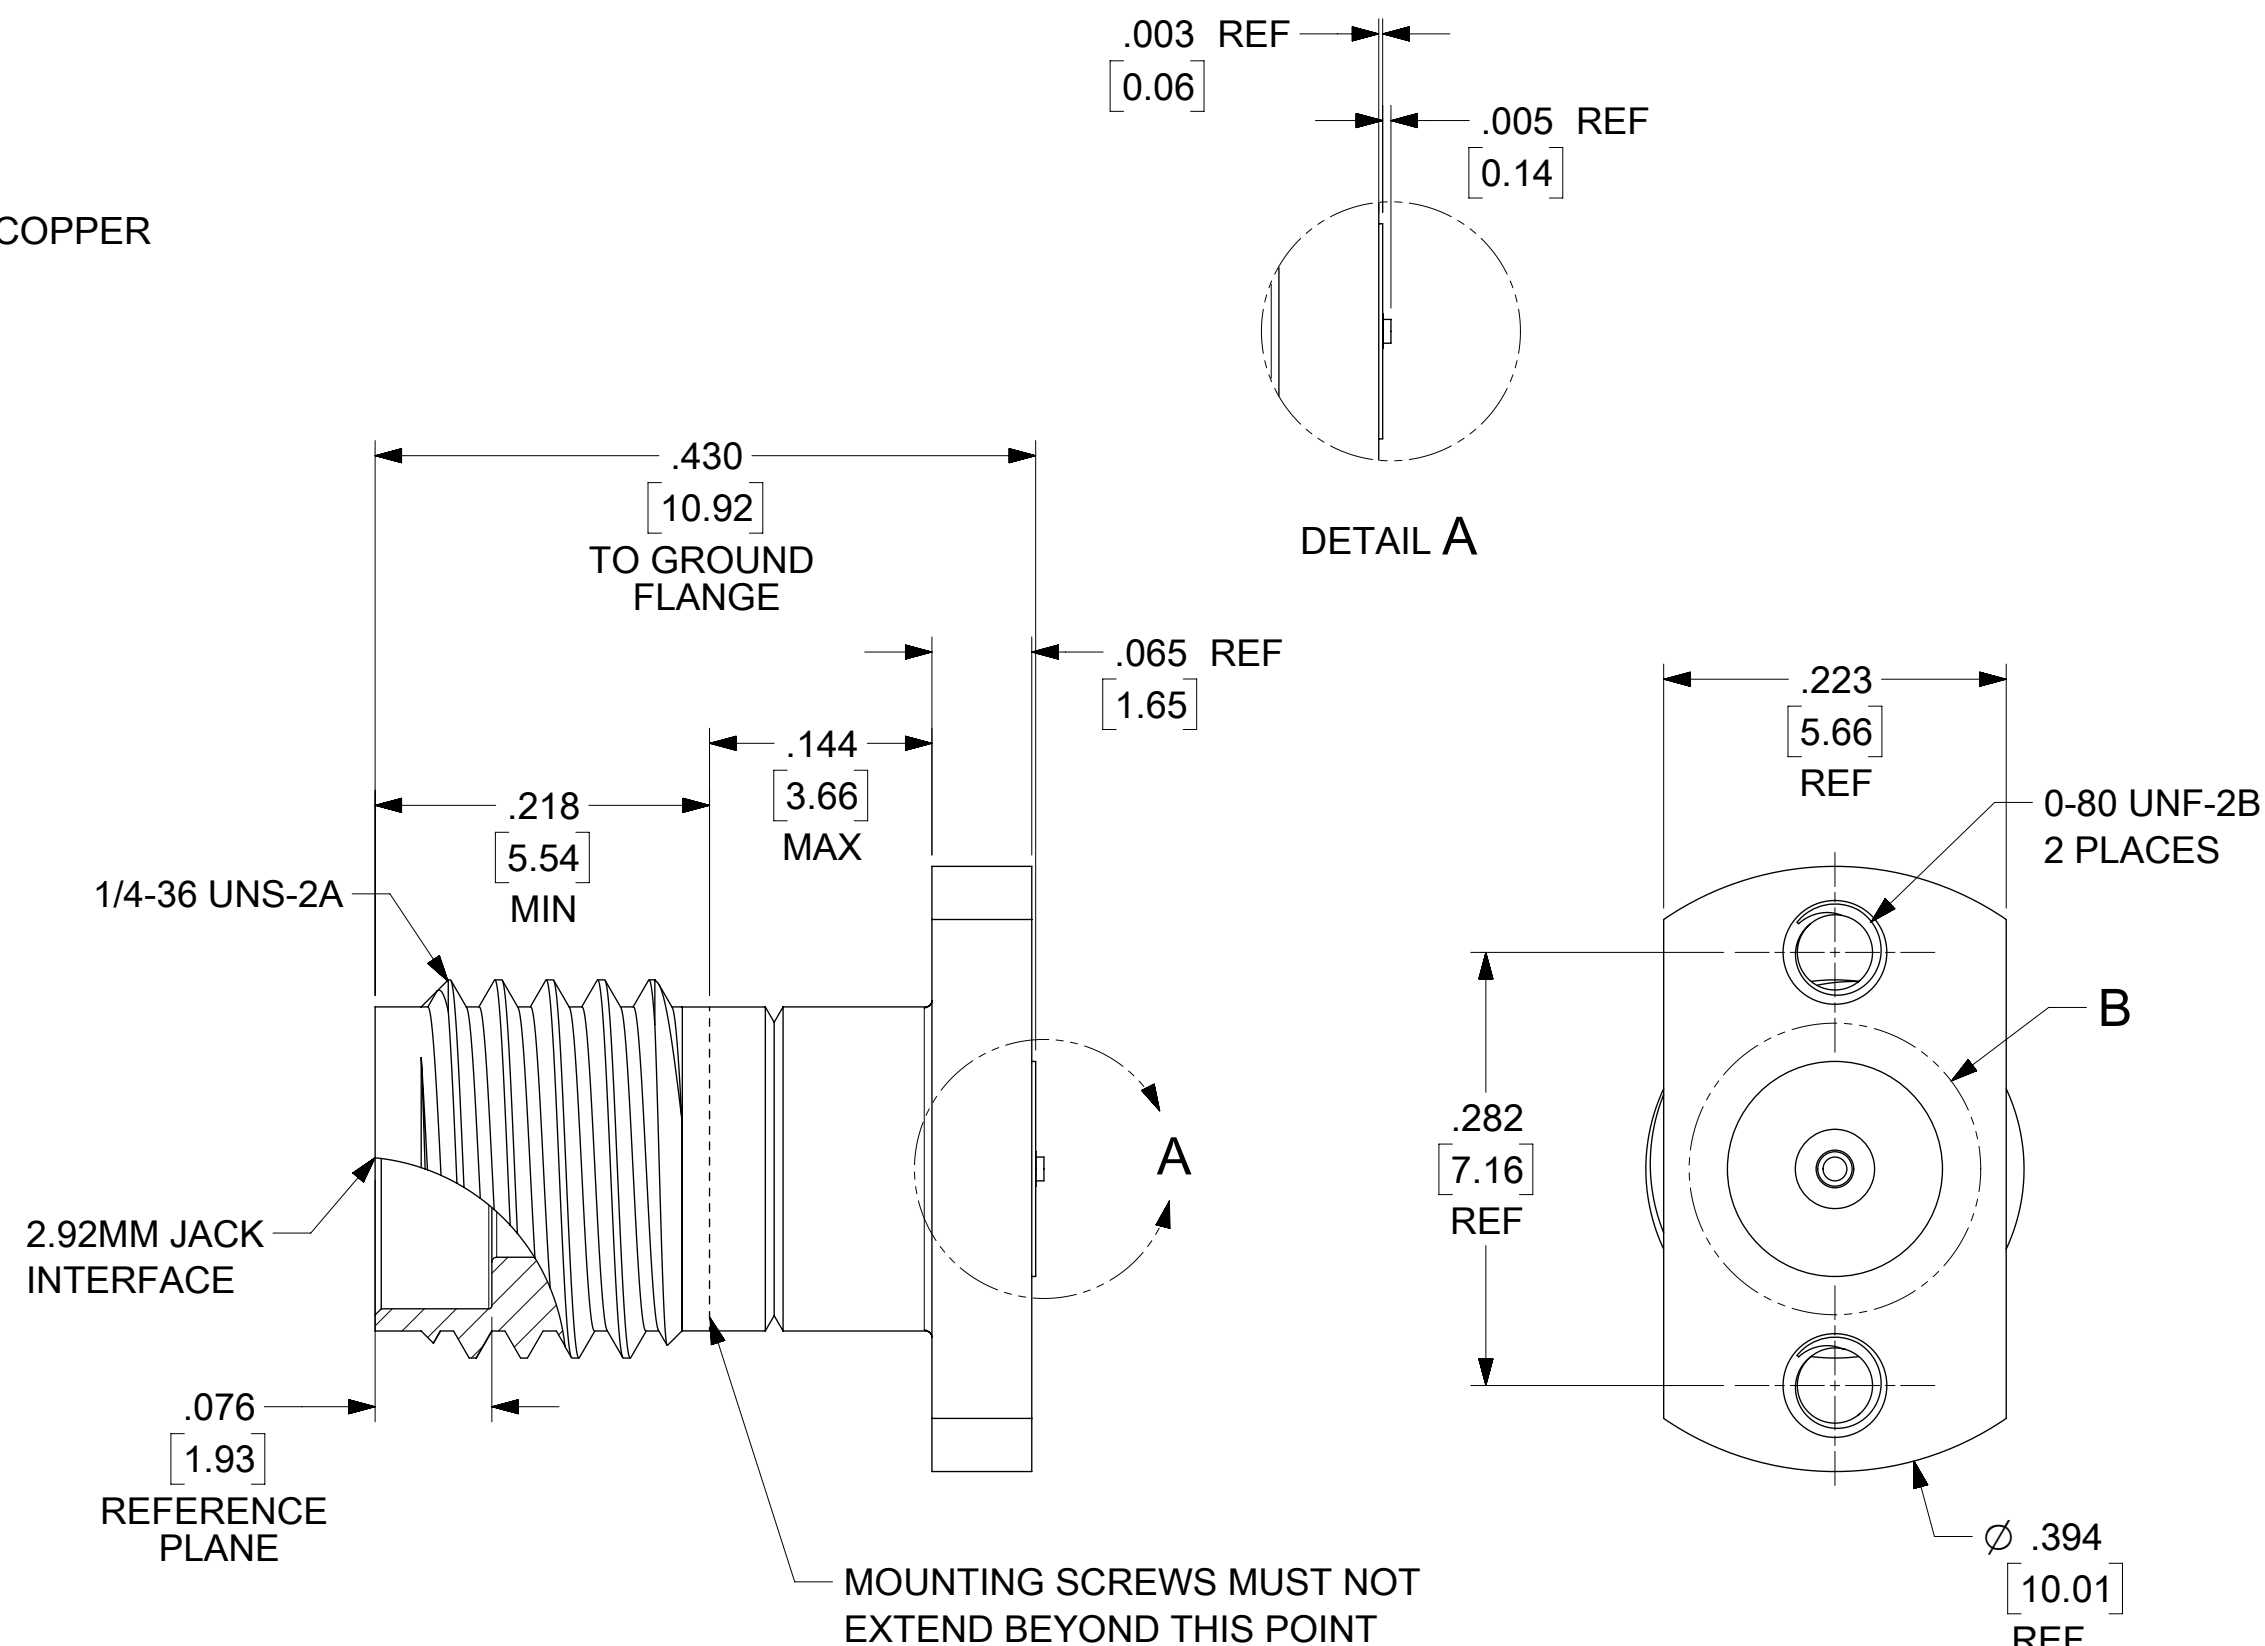 .003 REF
[0.06]
.005 REF
[0.14]
COPPER
DETAIL A
.430
[10.92]
TO GROUND
FLANGE
.065 REF
[1.65]
.144
[3.66]
MAX
.218
[5.54]
MIN
1/4-36 UNS-2A
A
2.92MM JACK
INTERFACE
.076
[1.93]
REFERENCE
PLANE
MOUNTING SCREWS MUST NOT
EXTEND BEYOND THIS POINT
.223
[5.66]
REF
0-80 UNF-2B
2 PLACES
B
.282
[7.16]
REF
Ø .394
[10.01]
REF